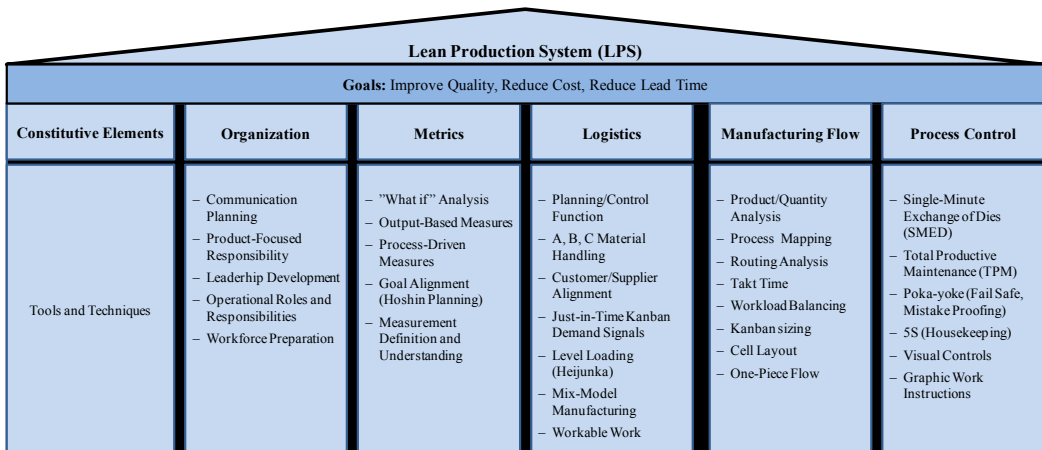 Lean Production System (LPS)
Goals: Improve Quality, Reduce Cost, Reduce Lead Time
Constitutive Elements
Organization
Metrics
Logistics
Manufacturing Flow
Process Control
Tools and Techniques
– Communication
Planning
– Product-Focused
Responsibility
– Leaderhip Development
– Operational Roles and
Responsibilities
– Workforce Preparation
– ”What if” Analysis
– Output-Based Measures
– Process-Driven
Measures
– Goal Alignment
(Hoshin Planning)
– Measurement
Definition and
Understanding
– Planning/Control
Function
– A, B, C Material
Handling
– Customer/Supplier
Alignment
– Just-in-Time Kanban
Demand Signals
– Level Loading
(Heijunka)
– Mix-Model
Manufacturing
– Workable Work
– Product/Quantity
Analysis
– Process Mapping
– Routing Analysis
– Takt Time
– Workload Balancing
– Kanban sizing
– Cell Layout
– One-Piece Flow
– Single-Minute
Exchange of Dies
(SMED)
– Total Productive
Maintenance (TPM)
– Poka-yoke (Fail Safe,
Mistake Proofing)
– 5S (Housekeeping)
– Visual Controls
– Graphic Work
Instructions